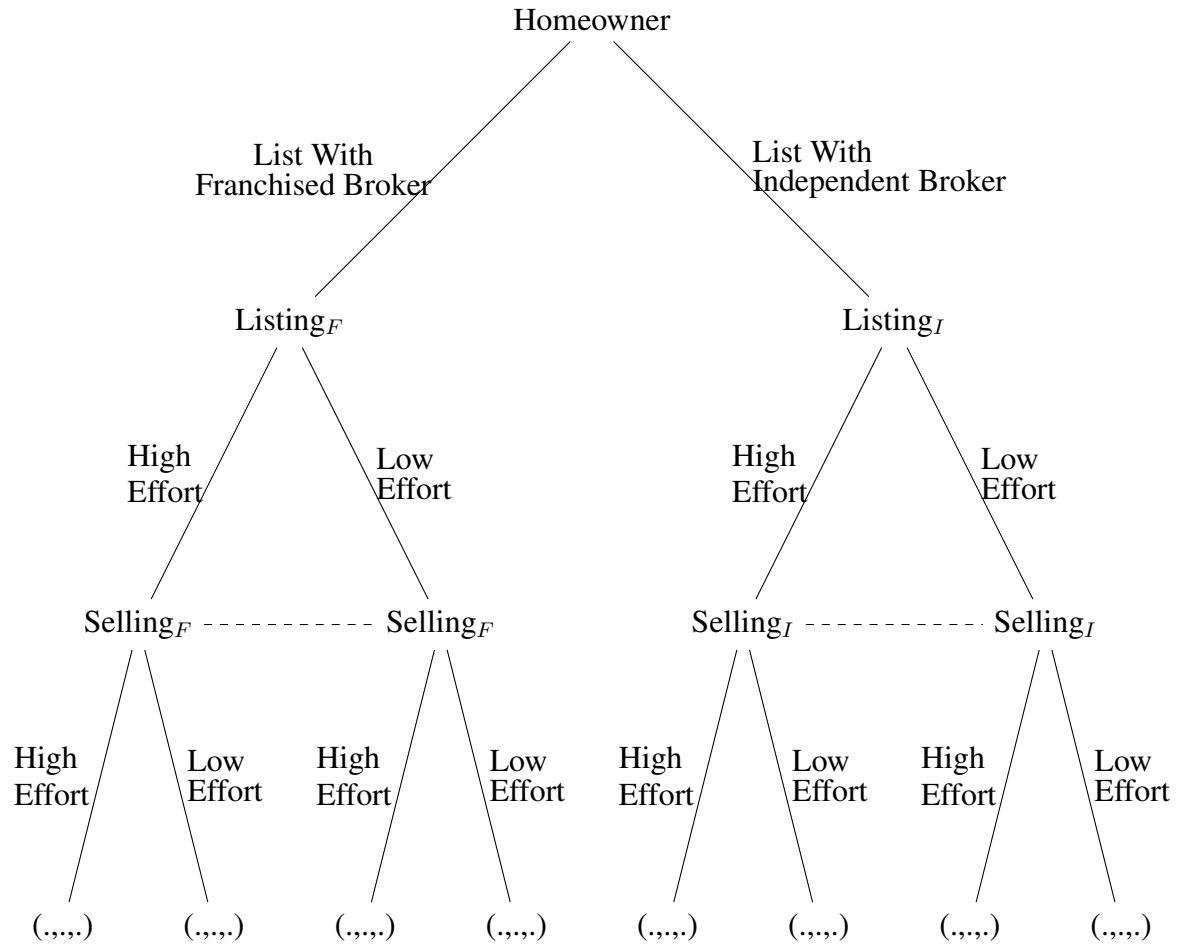 Homeowner
List With
Franchised Broker
List With
Independent Broker
Listing_F
Listing_I
High
Effort
Low
Effort
High
Effort
Low
Effort
Selling_F
Selling_F
Selling_I
Selling_I
High
Effort
Low
Effort
High
Effort
Low
Effort
High
Effort
Low
Effort
High
Effort
Low
Effort
(.,.,.)
(.,.,.)
(.,.,.)
(.,.,.)
(.,.,.)
(.,.,.)
(.,.,.)
(.,.,.)